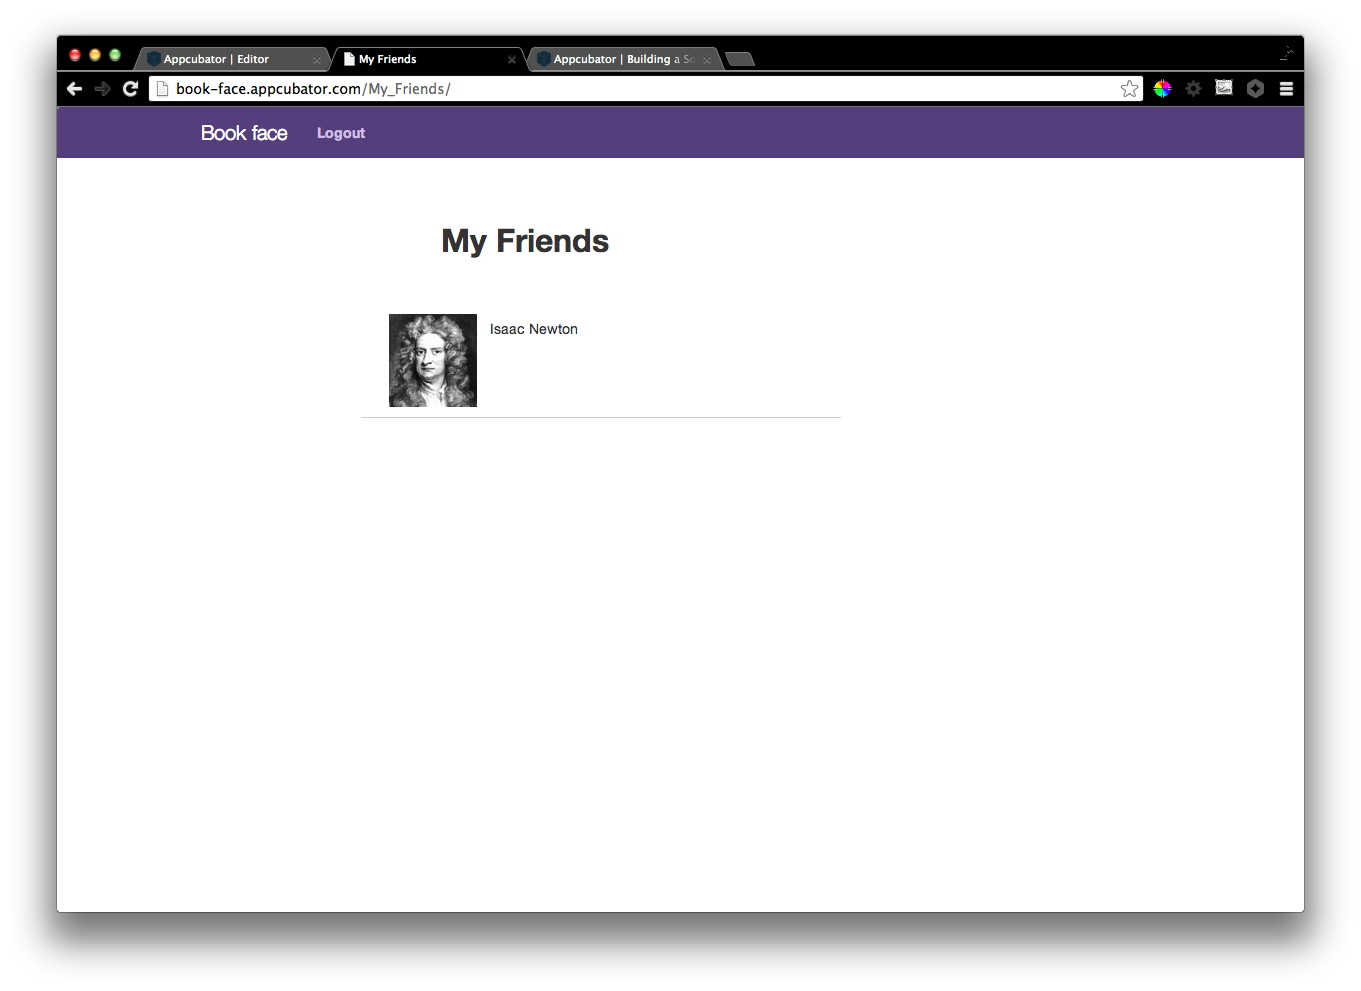 Appcubator | Editor
My Friends
Appcubator | Building a So
book-face.appcubator.com/My_Friends/
Book face
Logout
My Friends
Isaac Newton